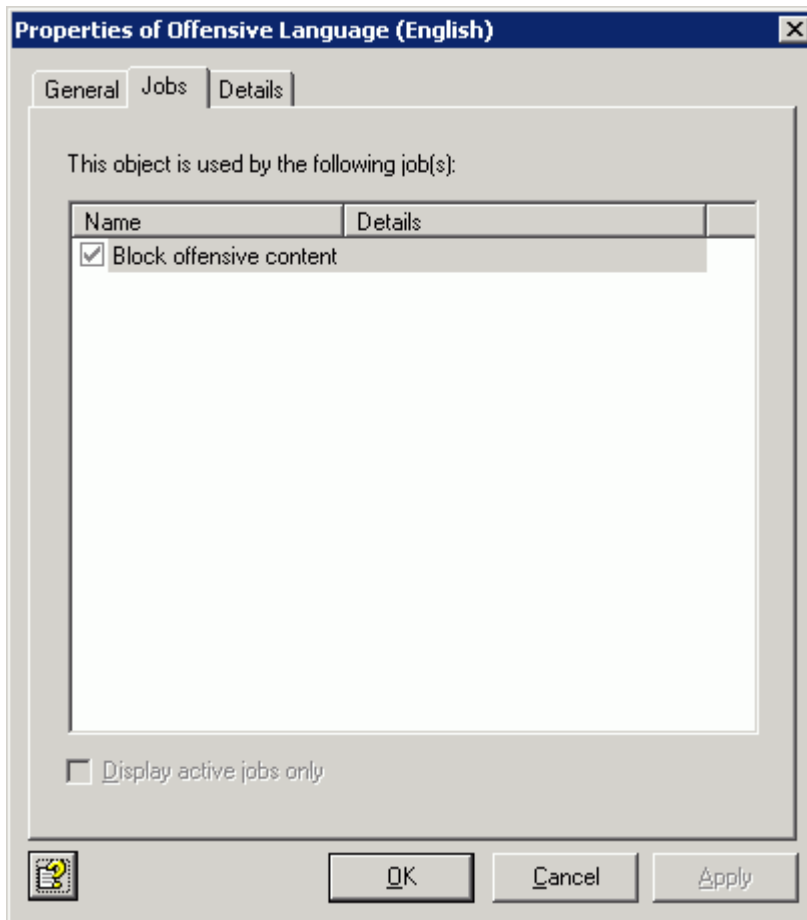 Properties of Offensive Language (English)
General Jobs Details
This object is used by the following job(s):
Name Details
Block offensive content
Display active jobs only
OK Cancel Apply